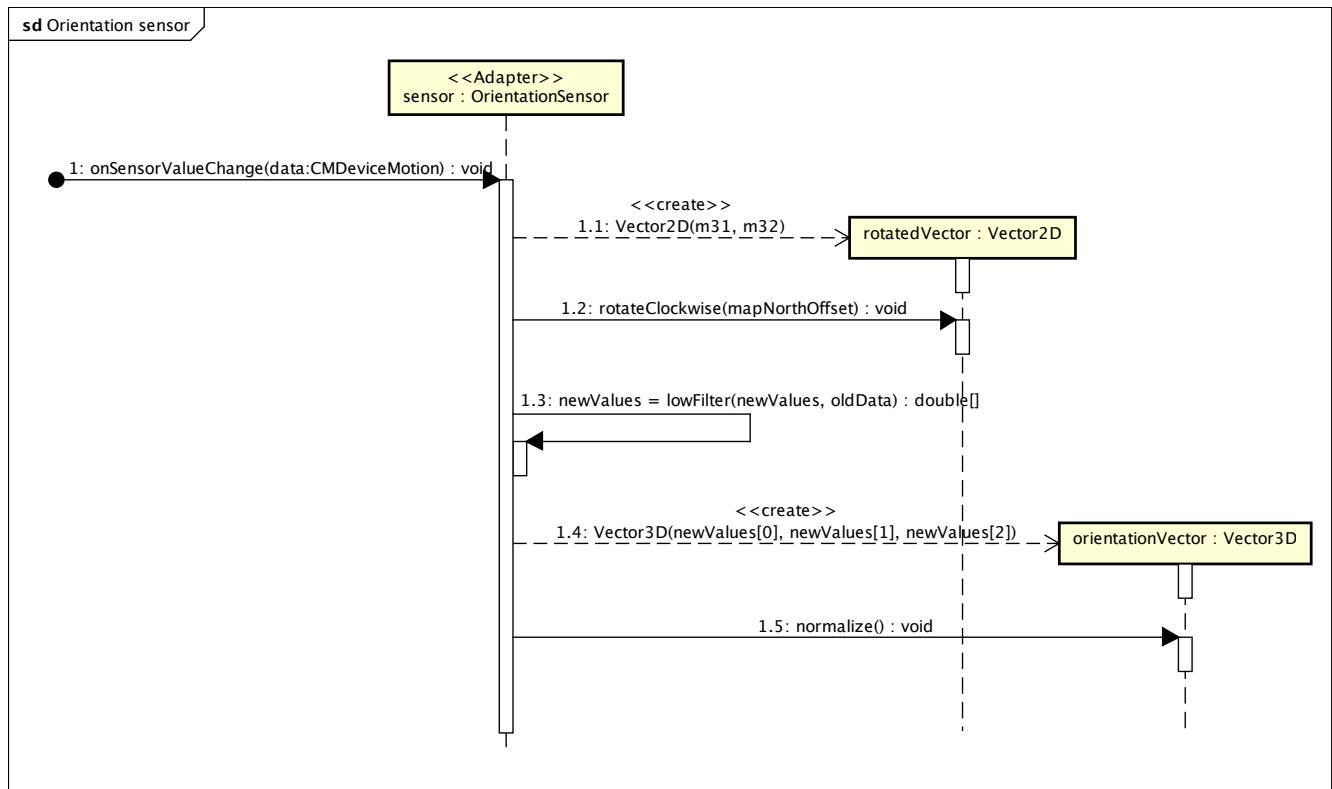 sd Orientation sensor
<<Adapter>>
sensor : OrientationSensor
1: onSensorValueChange(data:CMDeviceMotion) : void
<<create>>
1.1: Vector2D(m31, m32)
rotatedVector : Vector2D
1.2: rotateClockwise(mapNorthOffset) : void
1.3: newValues = lowFilter(newValues, oldData) : double[]
<<create>>
1.4: Vector3D(newValues[0], newValues[1], newValues[2])
orientationVector : Vector3D
1.5: normalize() : void